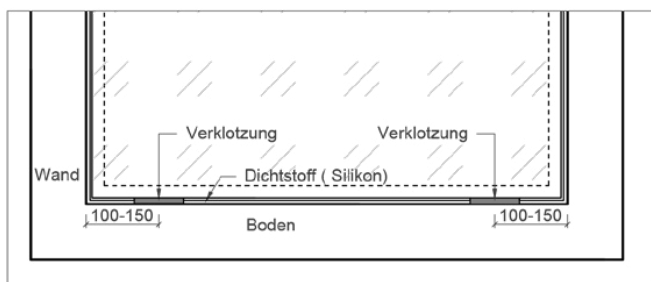 Verklotzung
Verklotzung
Wand
Dichtstoff ( Silikon)
100-150
100-150
Boden